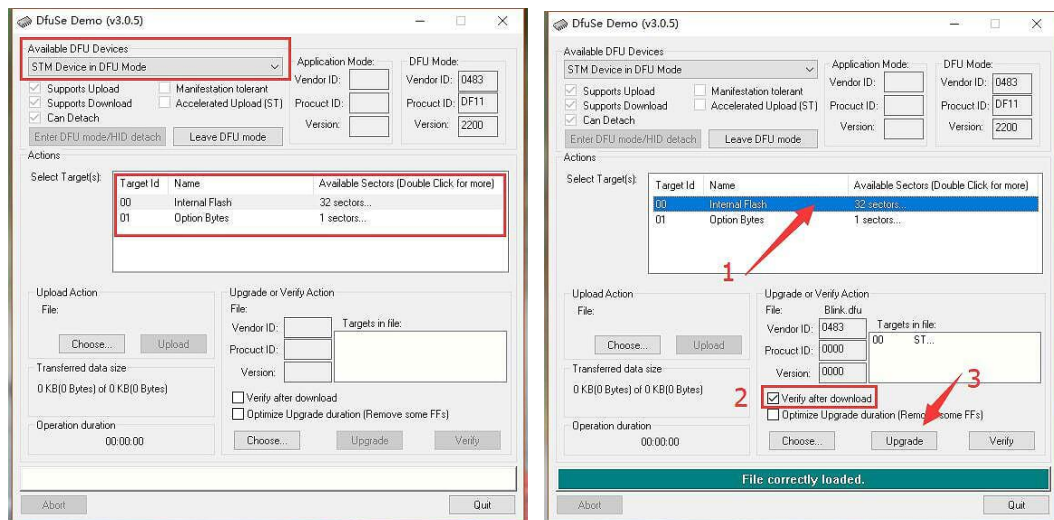 DfuSe Demo (v3.0.5)
Available DFU Devices
STM Device in DFU Mode
Supports Upload
Manifestation tolerant
Supports Download
Accelerated Upload (ST)
Can Detach
Enter DFU mode/HID detach
Leave DFU mode
Application Mode:
Vendor ID:
Procuct ID:
Version:
DFU Mode:
Vendor ID: 0483
Procuct ID: DF11
Version: 2200
Actions
Select Target(s):
Target Id Name Available Sectors (Double Click for more)
00 Internal Flash 32 sectors...
01 Option Bytes 1 sectors...
Upload Action
File:
Choose... Upload
Transferred data size
0 KB(0 Bytes) of 0 KB(0 Bytes)
Operation duration
00:00:00
Upgrade or Verify Action
File:
Vendor ID:
Procuct ID:
Version:
Targets in file:
Verify after download
Optimize Upgrade duration (Remove some FFs)
Choose... Upgrade Verify
Abort Quit
DfuSe Demo (v3.0.5)
Available DFU Devices
STM Device in DFU Mode
Supports Upload
Manifestation tolerant
Supports Download
Accelerated Upload (ST)
Can Detach
Enter DFU mode/HID detach
Leave DFU mode
Application Mode:
Vendor ID:
Procuct ID:
Version:
DFU Mode:
Vendor ID: 0483
Procuct ID: DF11
Version: 2200
Actions
Select Target(s):
Target Id Name Available Sectors (Double Click for more)
00 Internal Flash 32 sectors...
01 Option Bytes 1 sectors...
1
Upload Action
File:
Choose... Upload
Transferred data size
0 KB(0 Bytes) of 0 KB(0 Bytes)
Operation duration
00:00:00
Upgrade or Verify Action
File: Blink.dfu
Vendor ID: 0483
Procuct ID: 0000
Version: 0000
Targets in file:
00 ST...
3
2
Verify after download
Optimize Upgrade duration (Remove some FFs)
Choose... Upgrade Verify
File correctly loaded.
Abort Quit